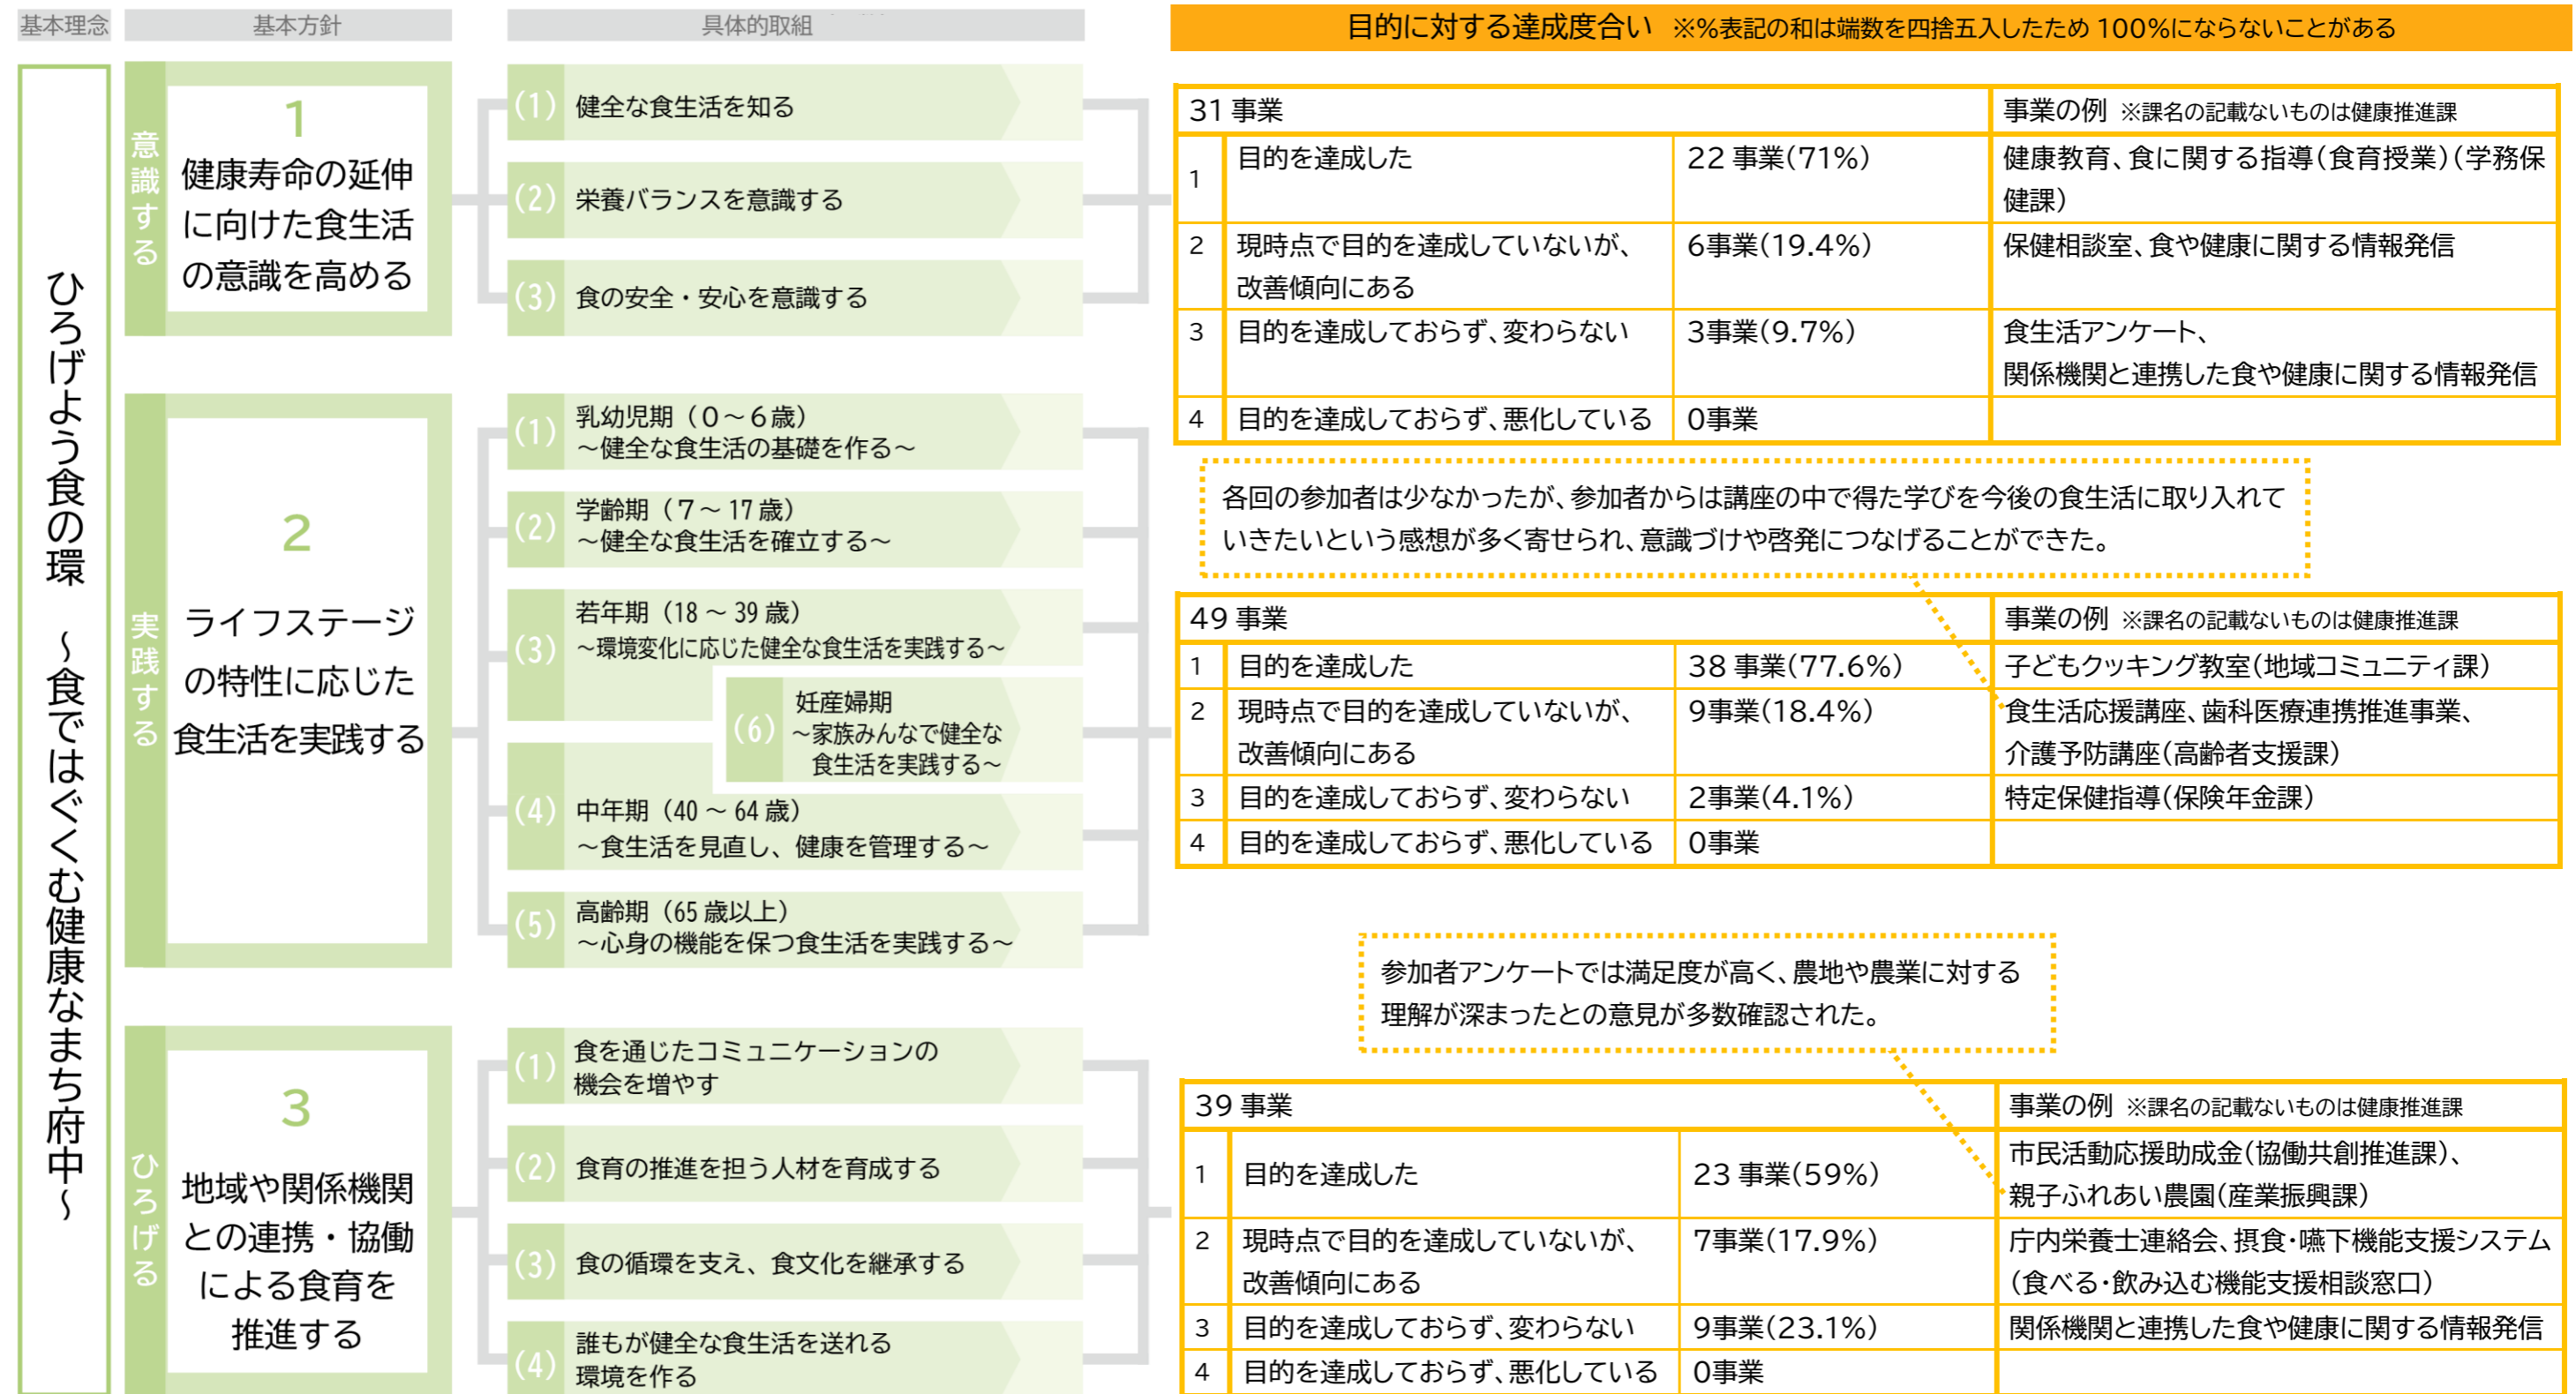 基本理念
基本方針
具体的取組
目的に対する達成度合い ※%表記の和は端数を四捨五入したため 100%にならないことがある
ひろげよう食の環 ～食ではぐくむ健康なまち府中～
意識する
1
健康寿命の延伸
に向けた食生活
の意識を高める
(1) 健全な食生活を知る
(2) 栄養バランスを意識する
(3) 食の安全・安心を意識する
31 事業 事業の例 ※課名の記載ないものは健康推進課
1 目的を達成した 22 事業(71%) 健康教育、食に関する指導(食育授業)(学務保
健課)
2 現時点で目的を達成していないが、 6事業(19.4%) 保健相談室、食や健康に関する情報発信
改善傾向にある
3 目的を達成しておらず、変わらない 3事業(9.7%) 食生活アンケート、
関係機関と連携した食や健康に関する情報発信
4 目的を達成しておらず、悪化している 0事業
実践する
2
ライフステージ
の特性に応じた
食生活を実践する
(1) 乳幼児期（０～６歳）
～健全な食生活の基礎を作る～
(2) 学齢期（７～ 17 歳）
～健全な食生活を確立する～
(3) 若年期（18 ～ 39 歳）
～環境変化に応じた健全な食生活を実践する～
(6) 妊産婦期
～家族みんなで健全な
食生活を実践する～
(4) 中年期（40 ～ 64 歳）
～食生活を見直し、健康を管理する～
(5) 高齢期（65 歳以上）
～心身の機能を保つ食生活を実践する～
各回の参加者は少なかったが、参加者からは講座の中で得た学びを今後の食生活に取り入れて
いきたいという感想が多く寄せられ、意識づけや啓発につなげることができた。
49 事業 事業の例 ※課名の記載ないものは健康推進課
1 目的を達成した 38 事業(77.6%) 子どもクッキング教室(地域コミュニティ課)
2 現時点で目的を達成していないが、 9事業(18.4%) 食生活応援講座、歯科医療連携推進事業、
改善傾向にある 介護予防講座(高齢者支援課)
3 目的を達成しておらず、変わらない 2事業(4.1%) 特定保健指導(保険年金課)
4 目的を達成しておらず、悪化している 0事業
ひろげる
3
地域や関係機関
との連携・協働
による食育を
推進する
(1) 食を通じたコミュニケーションの
機会を増やす
(2) 食育の推進を担う人材を育成する
(3) 食の循環を支え、食文化を継承する
(4) 誰もが健全な食生活を送れる
環境を作る
参加者アンケートでは満足度が高く、農地や農業に対する
理解が深まったとの意見が多数確認された。
39 事業 事業の例 ※課名の記載ないものは健康推進課
1 目的を達成した 23 事業(59%) 市民活動応援助成金(協働共創推進課)、
親子ふれあい農園(産業振興課)
2 現時点で目的を達成していないが、 7事業(17.9%) 庁内栄養士連絡会、摂食・嚥下機能支援システム
改善傾向にある (食べる・飲み込む機能支援相談窓口)
3 目的を達成しておらず、変わらない 9事業(23.1%) 関係機関と連携した食や健康に関する情報発信
4 目的を達成しておらず、悪化している 0事業